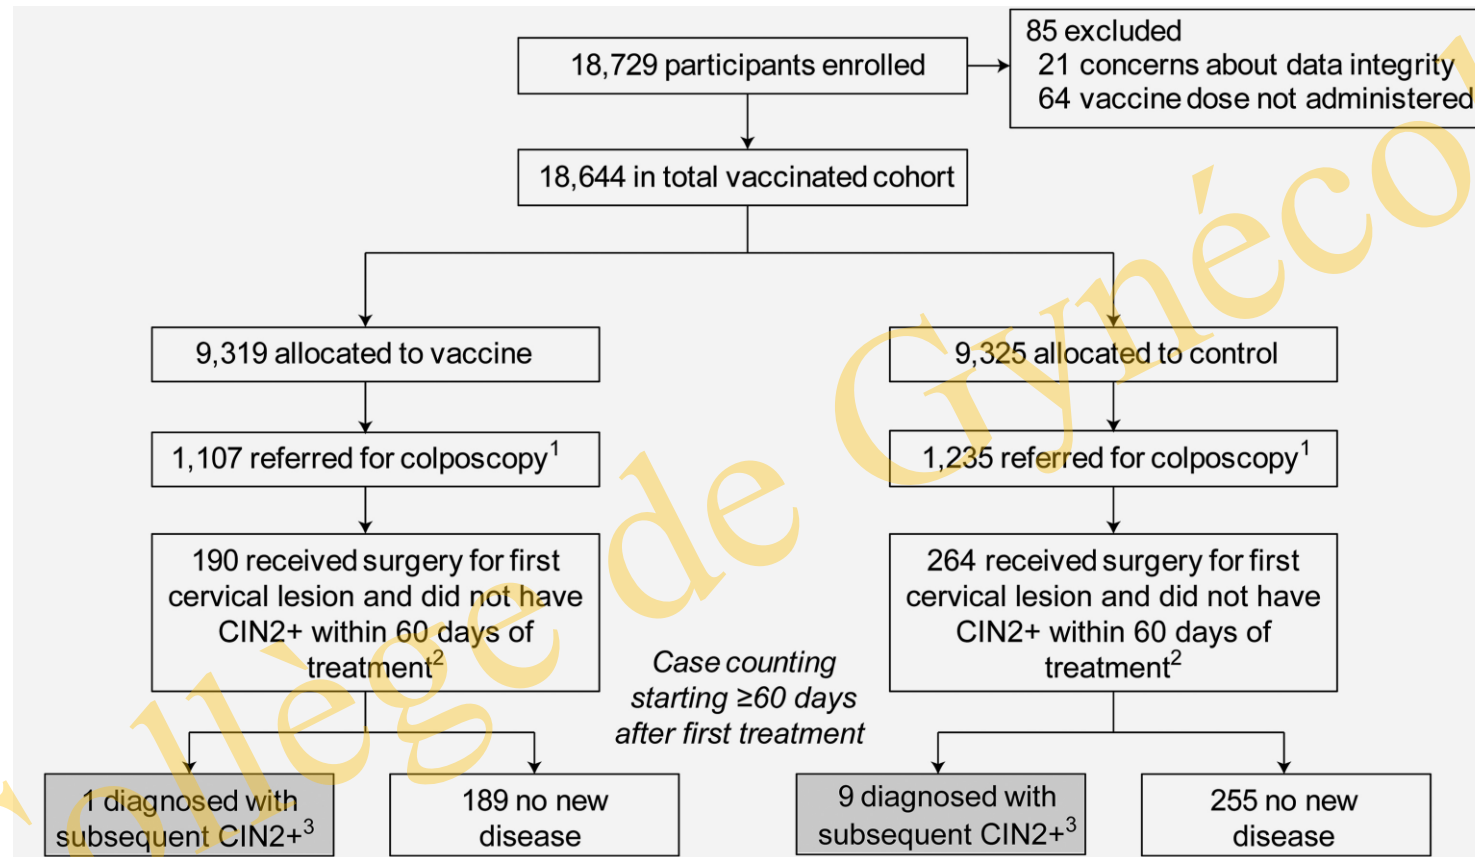 18,729 participants enrolled
85 excluded
21 concerns about data integrity
64 vaccine dose not administered
18,644 in total vaccinated cohort
9,319 allocated to vaccine
9,325 allocated to control
1,107 referred for colposcopy¹
1,235 referred for colposcopy¹
190 received surgery for first
cervical lesion and did not have
CIN2+ within 60 days of
treatment²
264 received surgery for first
cervical lesion and did not have
CIN2+ within 60 days of
treatment²
Case counting
starting ≥60 days
after first treatment
1 diagnosed with
subsequent CIN2+³
189 no new
disease
9 diagnosed with
subsequent CIN2+³
255 no new
disease
ollège de Gynéco